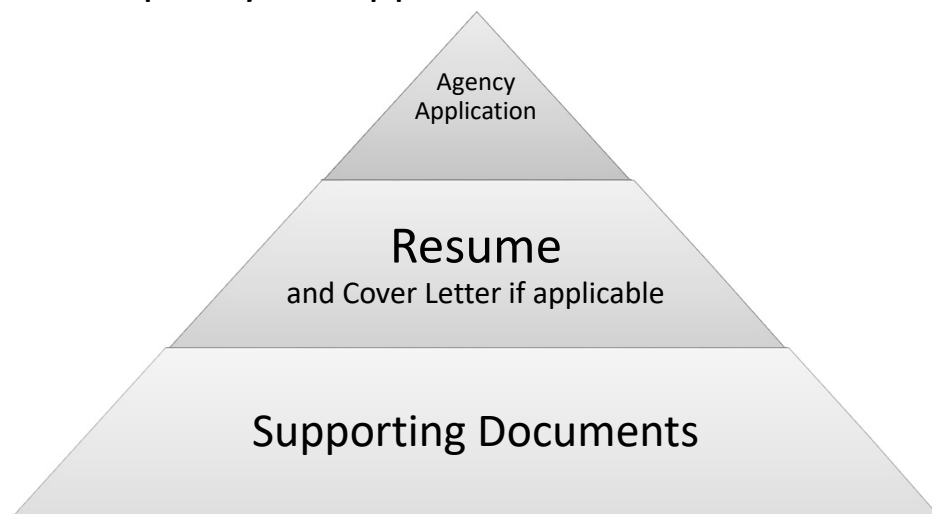 Agency
Application
Resume
and Cover Letter if applicable
Supporting Documents